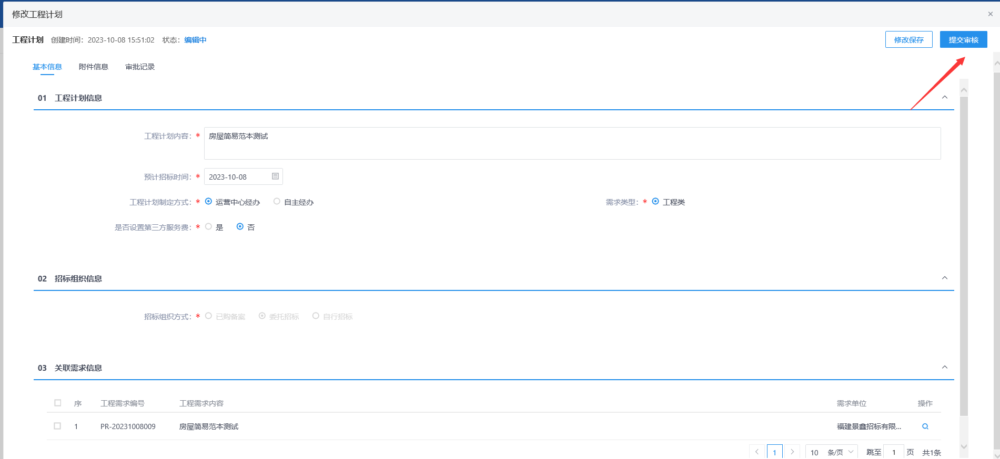 修改工程计划
工程计划 创建时间：2023-10-08 15:51:02 状态：编辑中 修改保存 提交审核
基本信息 附件信息 审批记录
01 工程计划信息
工程计划内容：* 房屋简易范本测试
预计招标时间：* 2023-10-08
工程计划制定方式：* 运营中心经办 自主经办 需求类型：* 工程类
是否设置第三方服务费：* 是 否
02 招标组织信息
招标组织方式：* 已购备案 委托招标 自行招标
03 关联需求信息
序 工程需求编号 工程需求内容 需求单位 操作
1 PR-20231008009 房屋简易范本测试 福建景鑫招标有限...
1 10 条/页 跳至 1 页 共1条